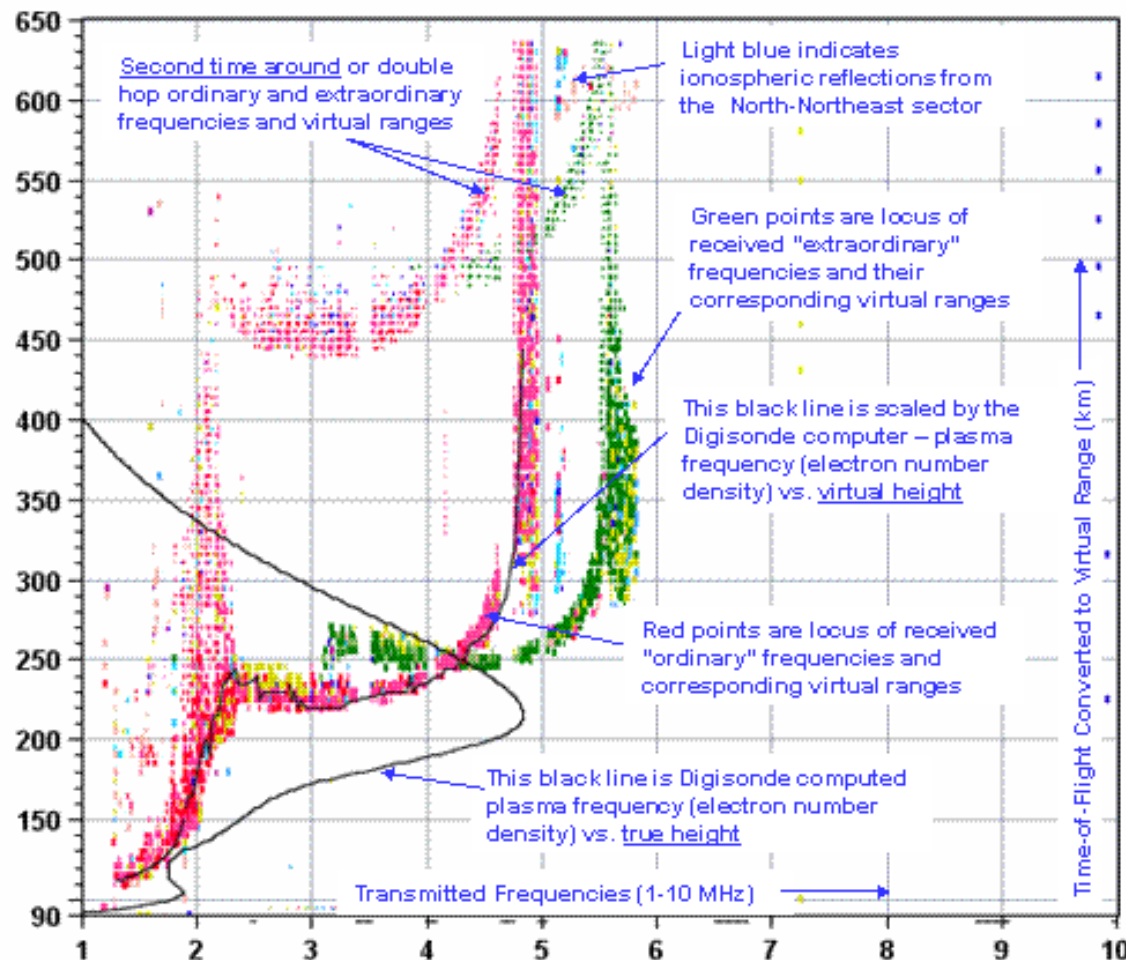 650
600
550
500
450
400
350
300
250
200
150
90
Second time around or double
hop ordinary and extraordinary
frequencies and virtual ranges
Light blue indicates
ionospheric reflections from
the North-Northeast sector
Green points are locus of
received "extraordinary"
frequencies and their
corresponding virtual ranges
This black line is scaled by the
Digisonde computer – plasma
frequency (electron number
density) vs. virtual height
Red points are locus of received
"ordinary" frequencies and
corresponding virtual ranges
This black line is Digisonde computed
plasma frequency (electron number
density) vs. true height
Transmitted Frequencies (1-10 MHz)
Time-of-Flight Converted to Virtual Range (km)
1 2 3 4 5 6 7 8 9 10